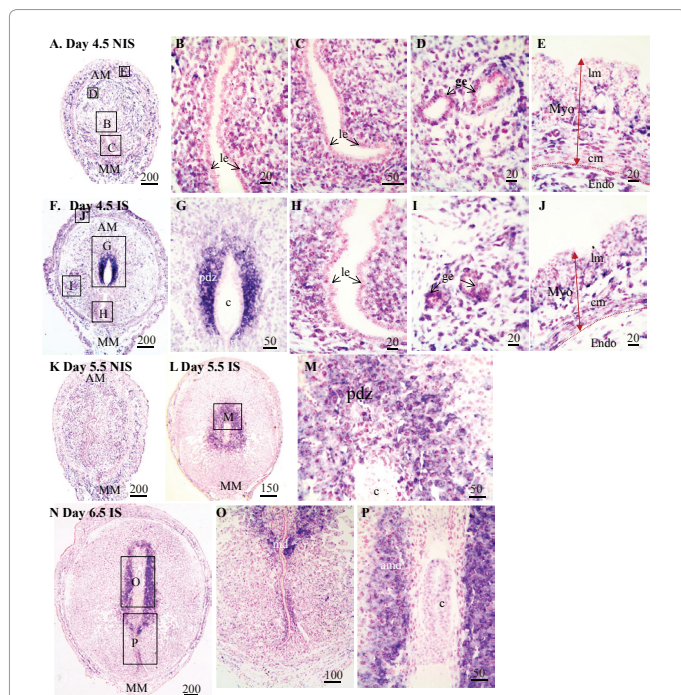 A. Day 4.5 NIS
AM
E
D
B
C
MM
200
B
le
20
C
le
50
D
ge
20
E
lm
Myo
cm
Endo
20
F. Day 4.5 IS
J
AM
G
I
H
MM
200
G
pdz
c
50
H
le
20
I
ge
20
J
lm
Myo
cm
Endo
20
K Day 5.5 NIS
AM
MM
200
L Day 5.5 IS
M
MM
150
M
pdz
c
50
N Day 6.5 IS
O
P
MM
200
O
100
P
amd
c
50